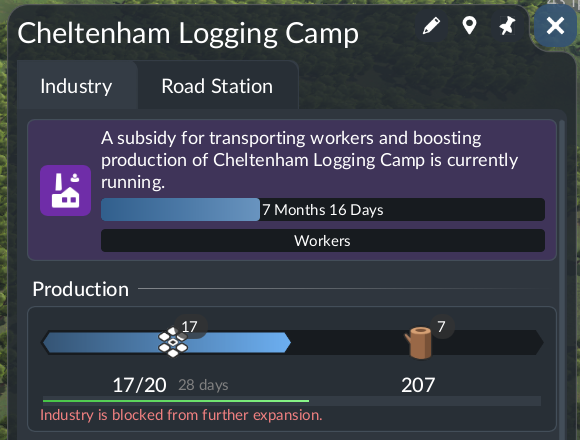 Cheltenham Logging Camp
Industry
Road Station
A subsidy for transporting workers and boosting
production of Cheltenham Logging Camp is currently
running.
7 Months 16 Days
Workers
Production
17
7
17/20 28 days
207
Industry is blocked from further expansion.